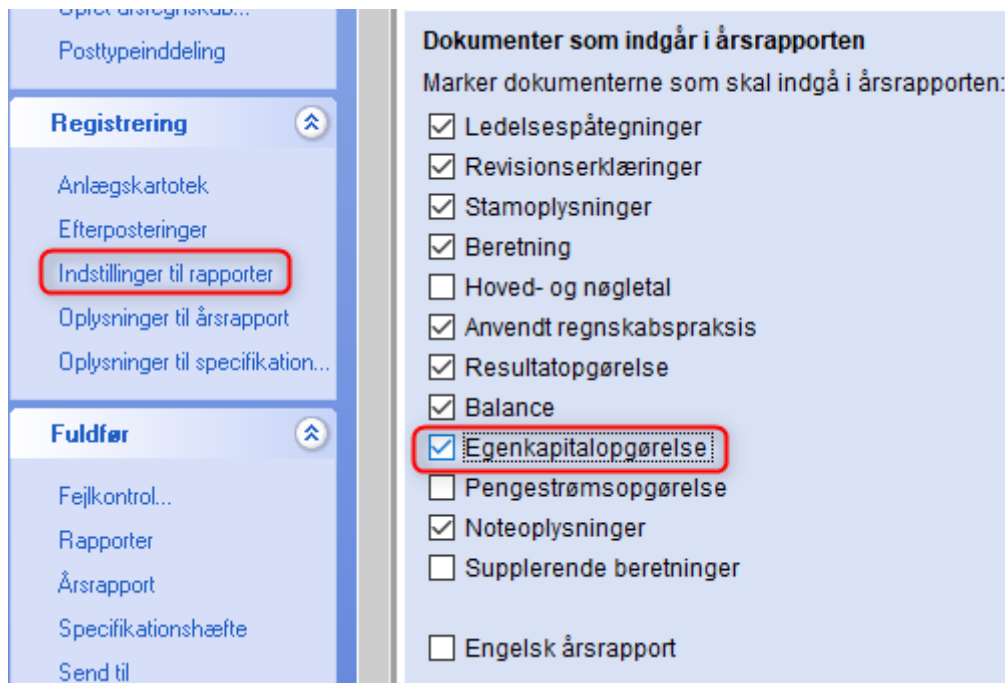 Opret årsregnskab...
Posttypeinddeling
Registrering
Anlægskartotek
Efterposteringer
Indstillinger til rapporter
Oplysninger til årsrapport
Oplysninger til specifikation...
Fuldfør
Fejlkontrol...
Rapporter
Årsrapport
Specifikationshæfte
Send til
Dokumenter som indgår i årsrapporten
Marker dokumenterne som skal indgå i årsrapporten:
Ledelsespåtegninger
Revisionserklæringer
Stamoplysninger
Beretning
Hoved- og nøgletal
Anvendt regnskabspraksis
Resultatopgørelse
Balance
Egenkapitalopgørelse
Pengestrømsopgørelse
Noteoplysninger
Supplerende beretninger
Engelsk årsrapport